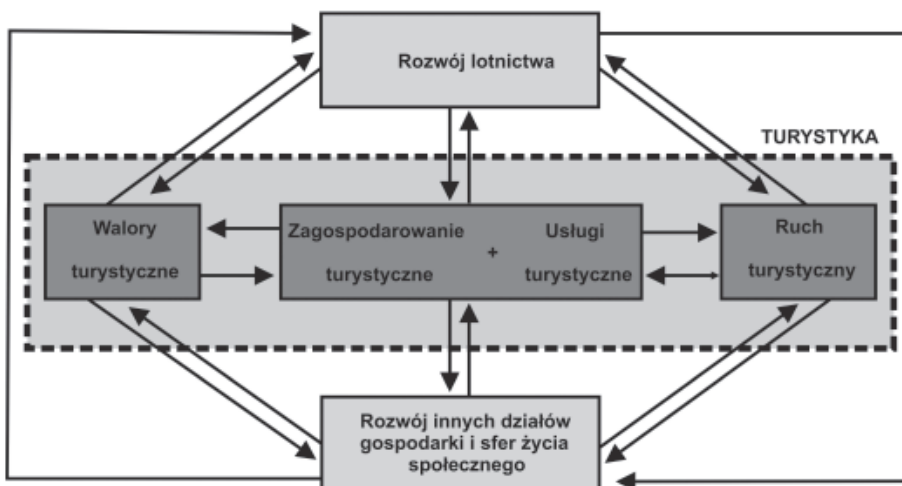 Rozwój lotnictwa
TURYSTYKA
Walory
turystyczne
Zagospodarowanie
turystyczne
+
Usługi
turystyczne
Ruch
turystyczny
Rozwój innych działów
gospodarki i sfer życia
społecznego